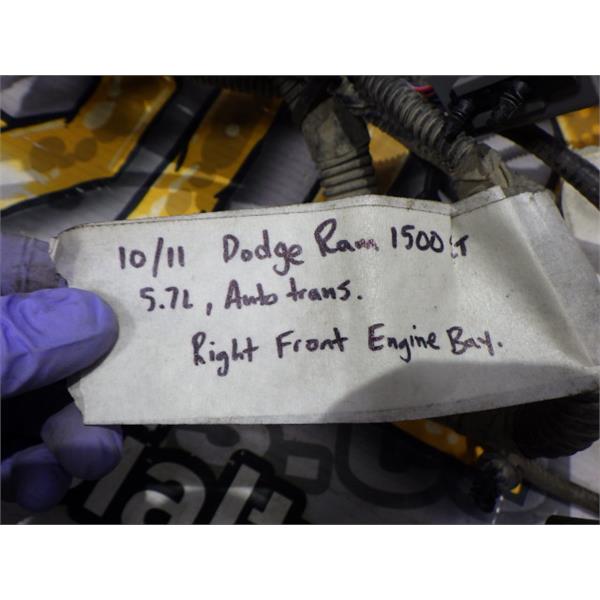 10/11 Dodge Ram 1500
5.7L, Auto trans.
Right Front Engine Bay.